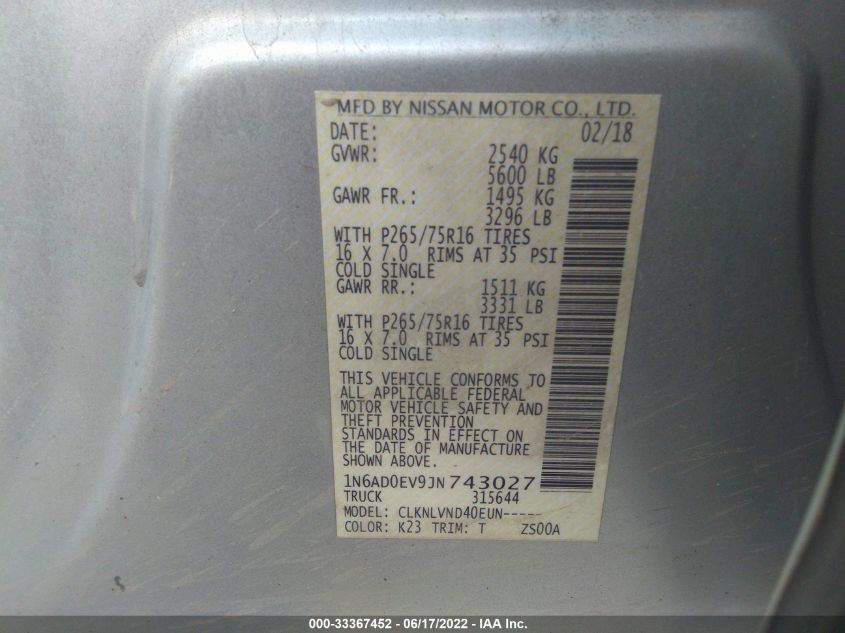 MFD BY NISSAN MOTOR CO., LTD.
DATE: 02/18
GVWR: 2540 KG
5600 LB
GAWR FR.: 1495 KG
3296 LB
WITH P265/75R16 TIRES
16 X 7.0 RIMS AT 35 PSI
COLD SINGLE
GAWR RR.: 1511 KG
3331 LB
WITH P265/75R16 TIRES
16 X 7.0 RIMS AT 35 PSI
COLD SINGLE
THIS VEHICLE CONFORMS TO
ALL APPLICABLE FEDERAL
MOTOR VEHICLE SAFETY AND
THEFT PREVENTION
STANDARDS IN EFFECT ON
THE DATE OF MANUFACTURE
SHOWN ABOVE.
1N6AD0EV9JN743027
TRUCK 315644
MODEL: CLKNLVND40EUN-----
COLOR: K23 TRIM: T ZS00A
000-33367452 - 06/17/2022 - IAA Inc.